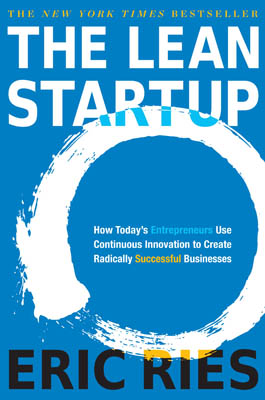 THE NEW YORK TIMES BESTSELLER
THE LEAN
STARTUP
How Today's Entrepreneurs Use
Continuous Innovation to Create
Radically Successful Businesses
ERIC RIES